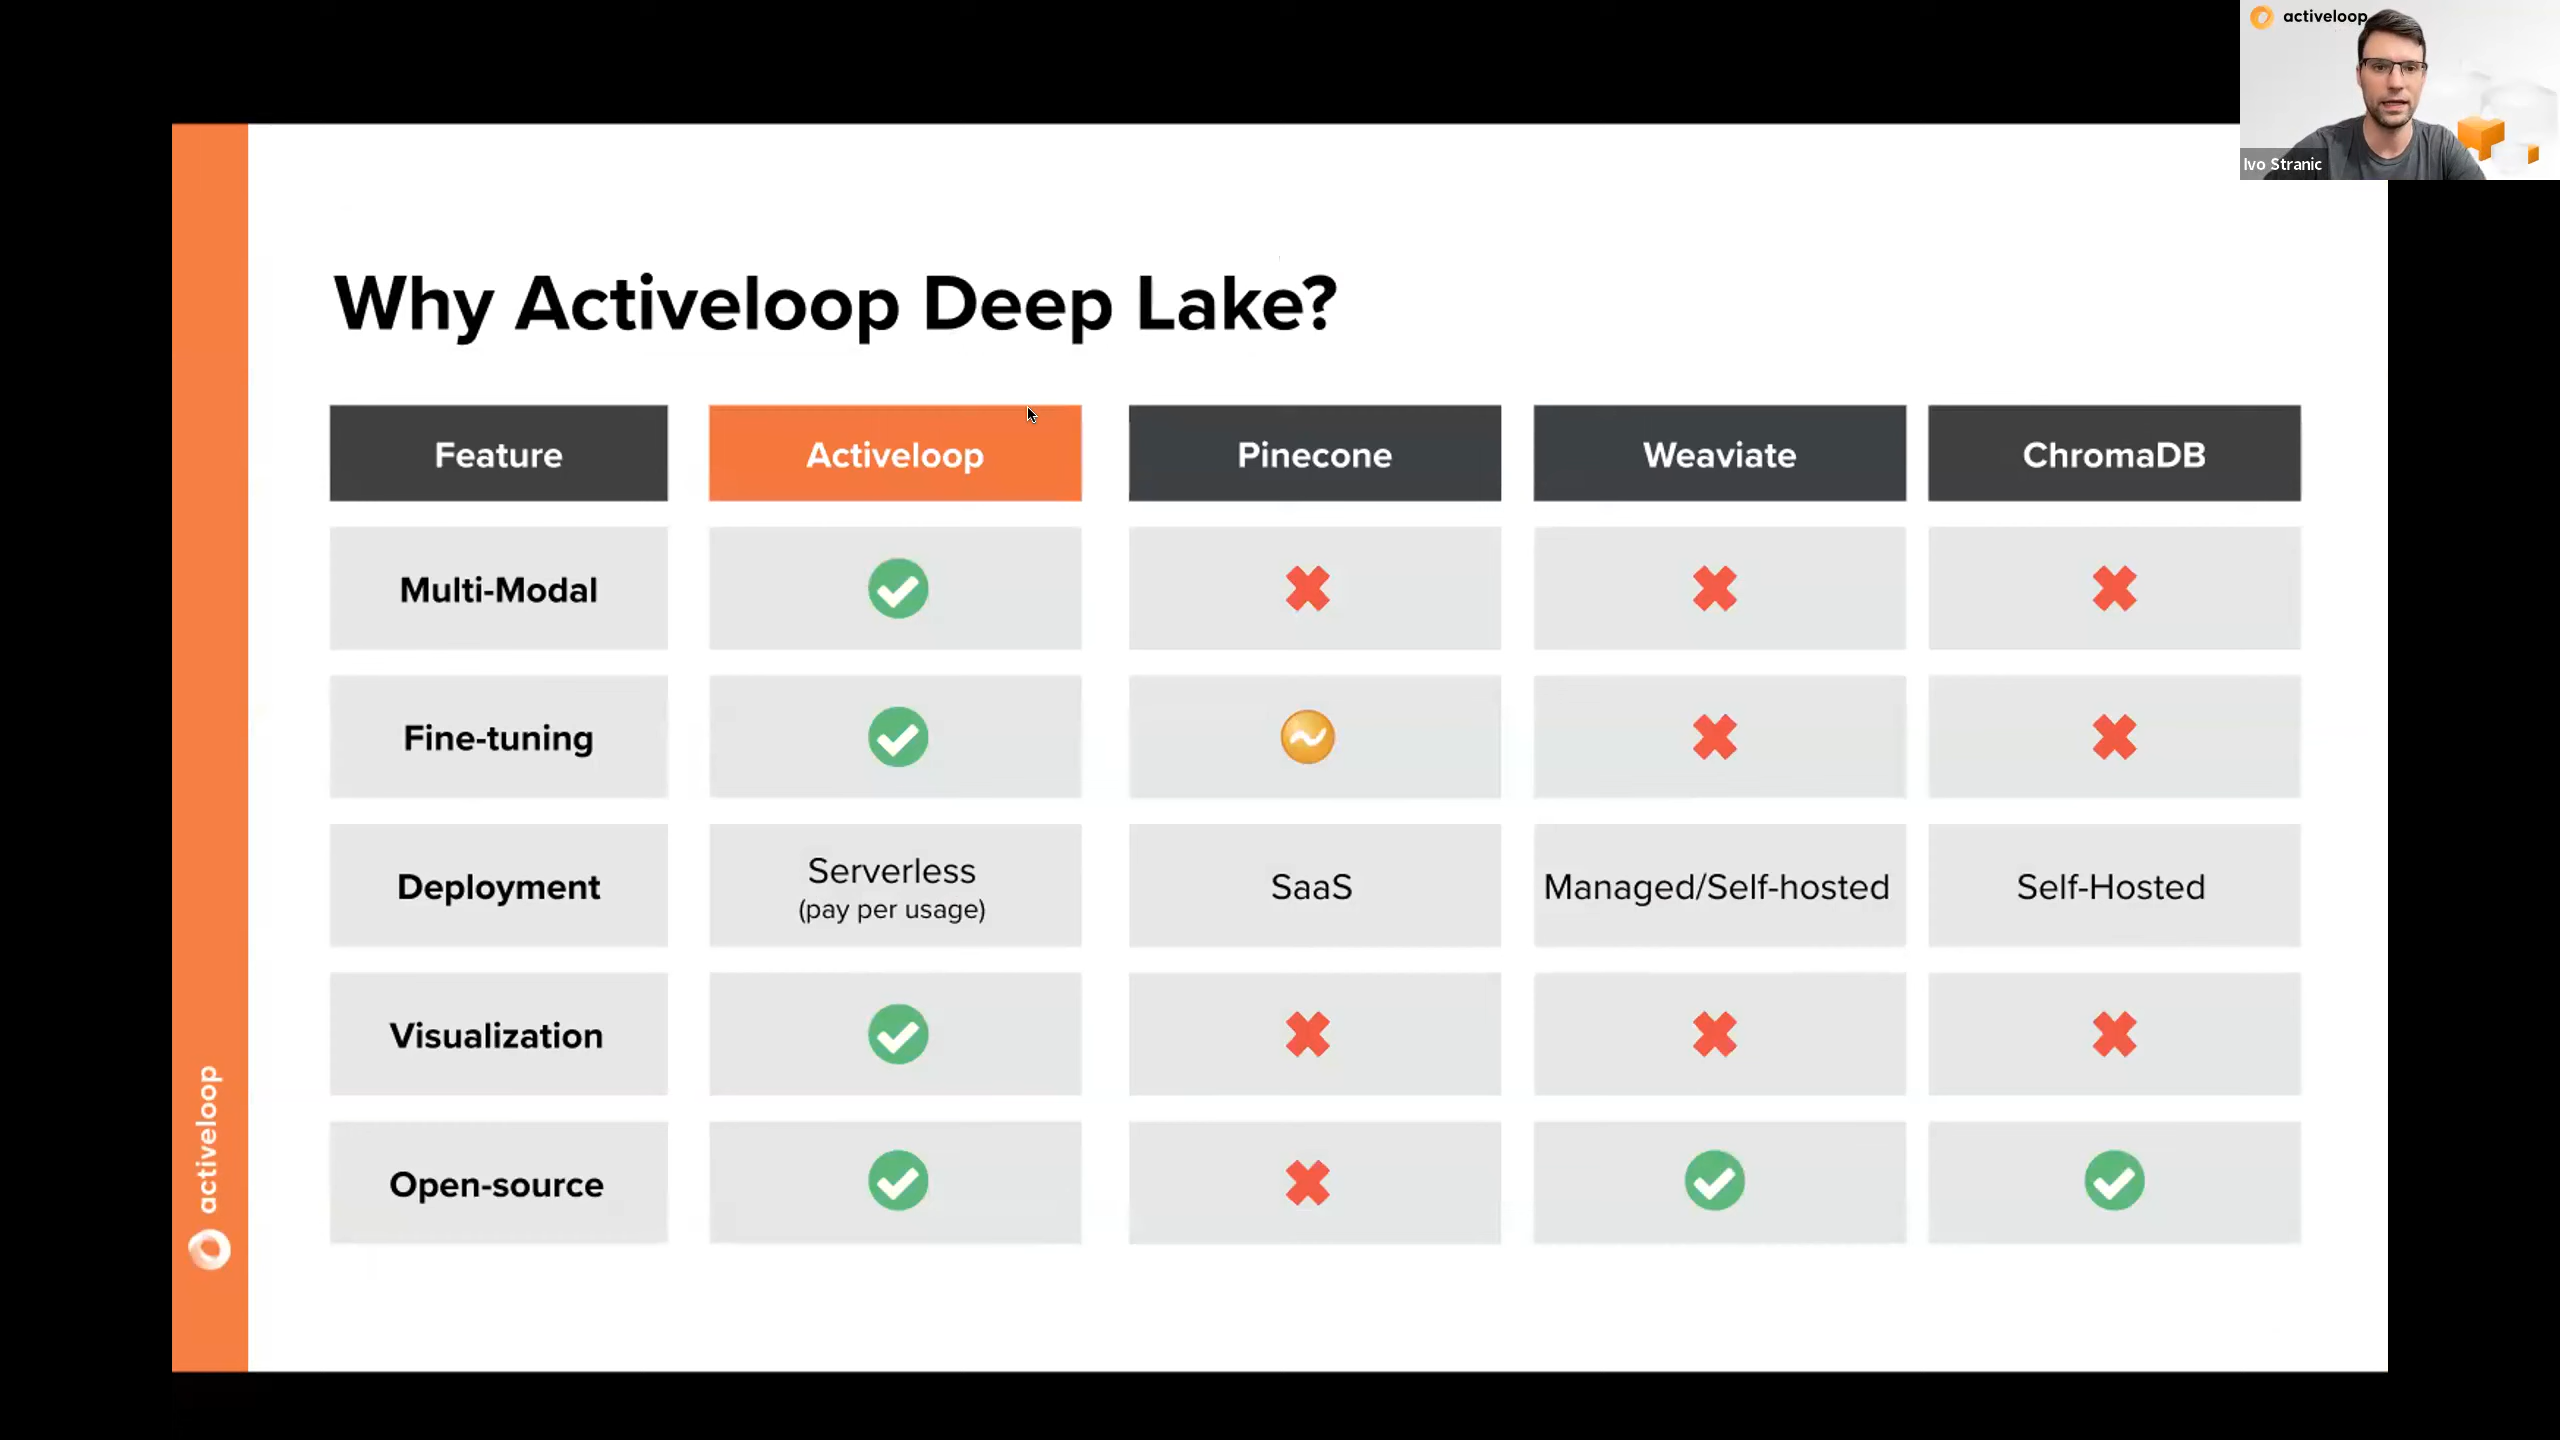 activeloop
Ivo Stranic
Why Activeloop Deep Lake?
Feature Activeloop Pinecone Weaviate ChromaDB
Multi-Modal
Fine-tuning
Deployment Serverless (pay per usage) SaaS Managed/Self-hosted Self-Hosted
Visualization
Open-source
activeloop